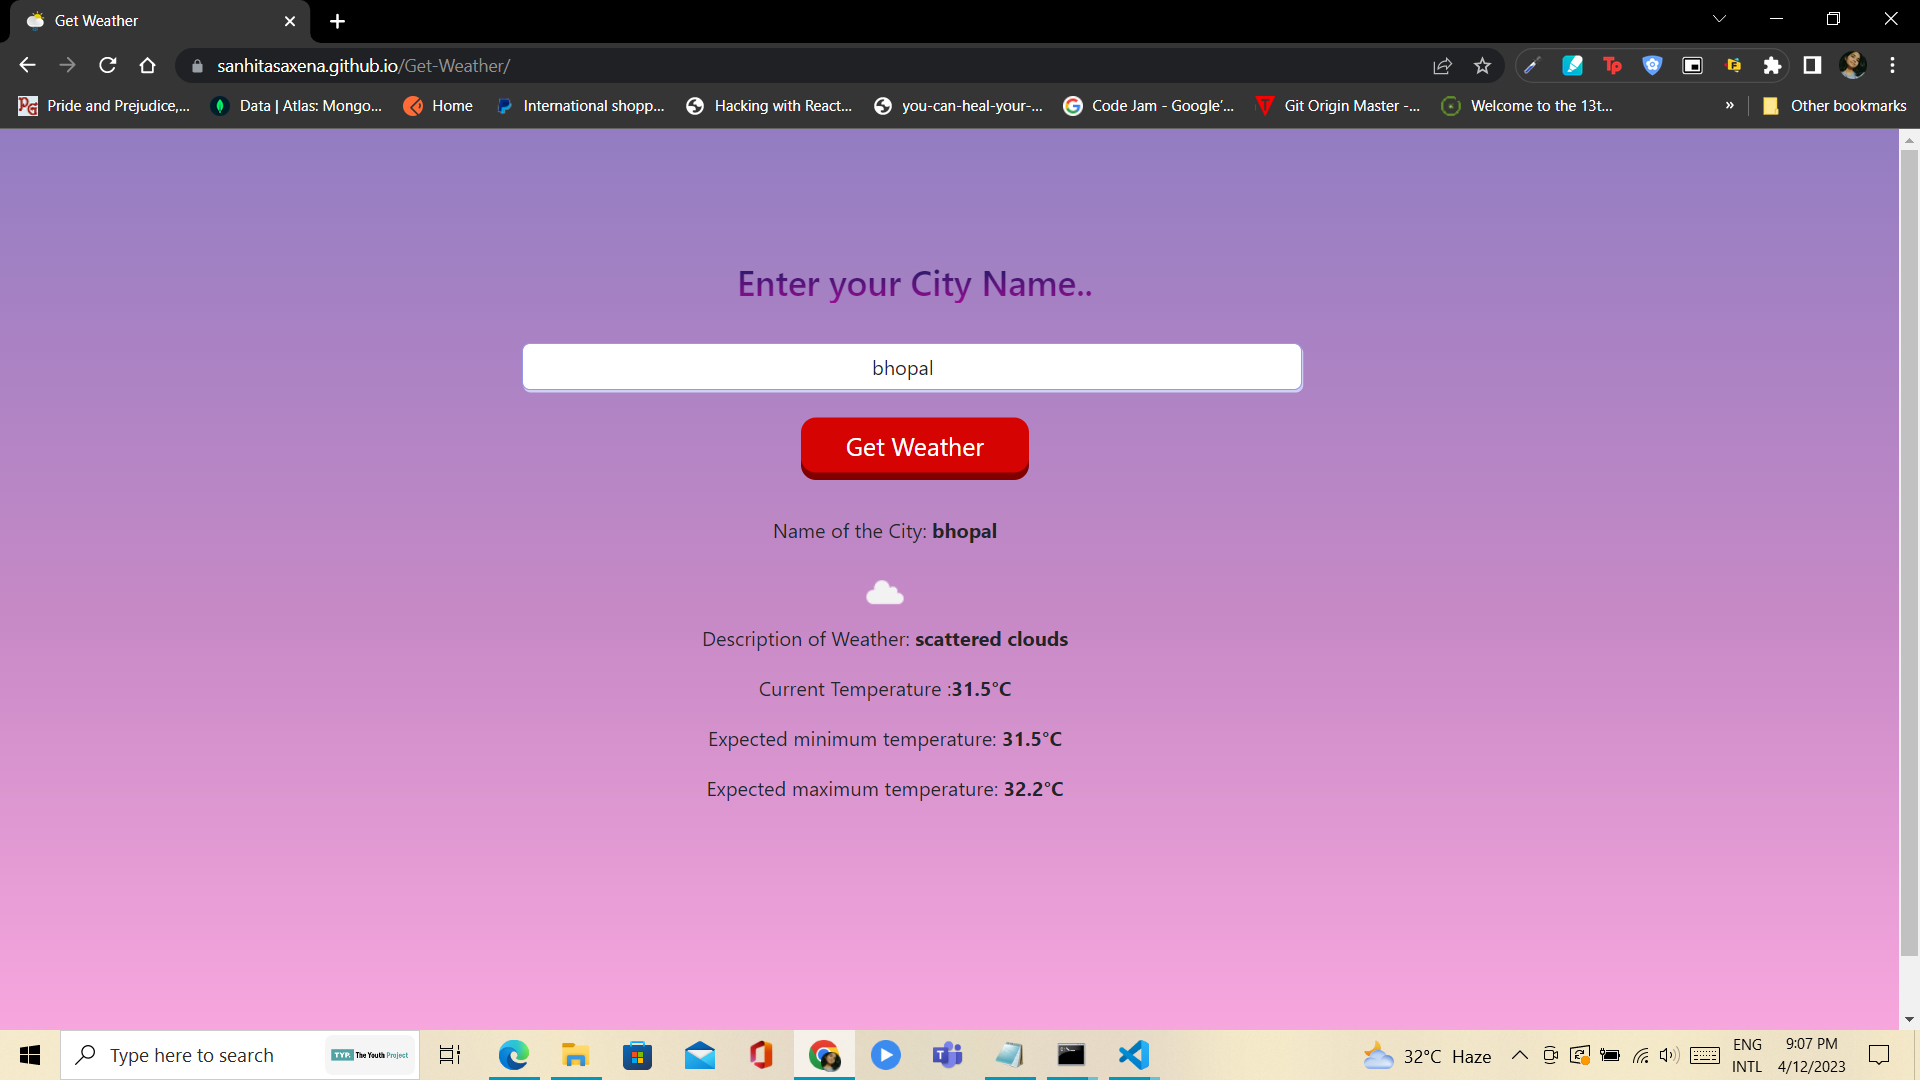 Get Weather
sanhitasaxena.github.io/Get-Weather/
Pride and Prejudice,... Data | Atlas: Mongo... Home International shopp... Hacking with React... you-can-heal-your-... Code Jam - Google'... Git Origin Master -... Welcome to the 13t... » Other bookmarks
Enter your City Name..
bhopal
Get Weather
Name of the City: bhopal
Description of Weather: scattered clouds
Current Temperature :31.5°C
Expected minimum temperature: 31.5°C
Expected maximum temperature: 32.2°C
Type here to search TYP. The Youth Project 32°C Haze ENG INTL 9:07 PM 4/12/2023